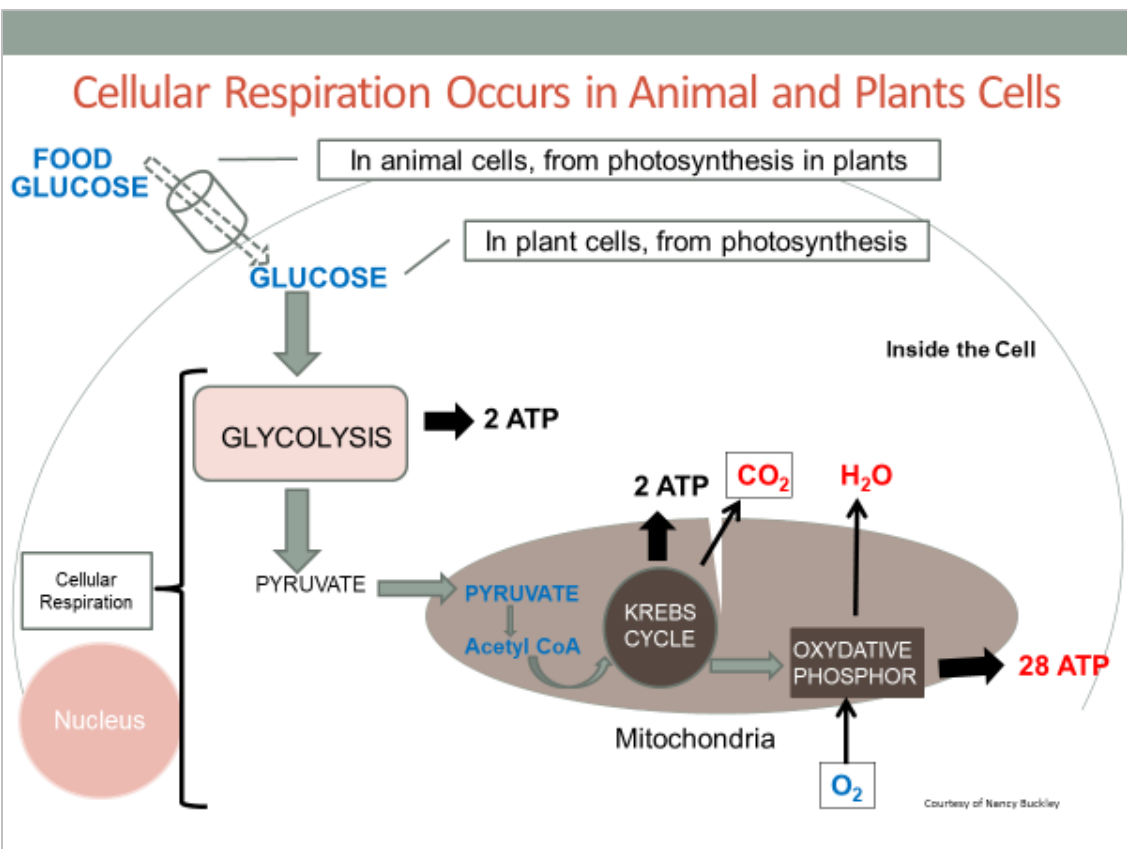 Cellular Respiration Occurs in Animal and Plants Cells
FOOD
GLUCOSE
In animal cells, from photosynthesis in plants
In plant cells, from photosynthesis
GLUCOSE
Inside the Cell
GLYCOLYSIS
2 ATP
2 ATP
CO₂
H₂O
Cellular
Respiration
PYRUVATE
PYRUVATE
Acetyl CoA
KREBS
CYCLE
OXYDATIVE
PHOSPHOR
28 ATP
Nucleus
Mitochondria
O₂
Courtesy of Nancy Buckley